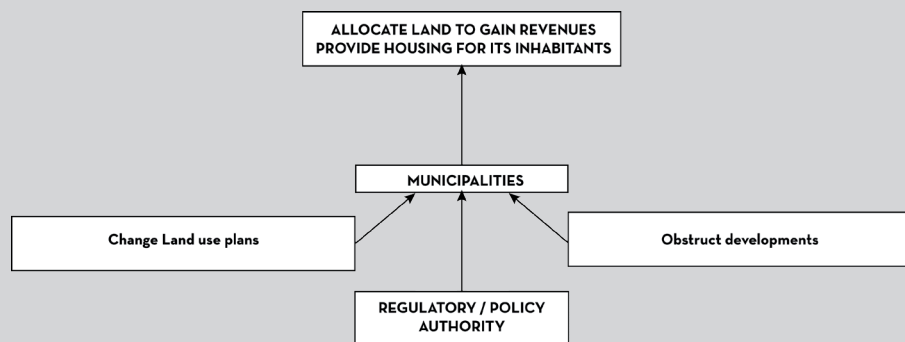 ALLOCATE LAND TO GAIN REVENUES
PROVIDE HOUSING FOR ITS INHABITANTS
MUNICIPALITIES
Change Land use plans
Obstruct developments
REGULATORY / POLICY
AUTHORITY